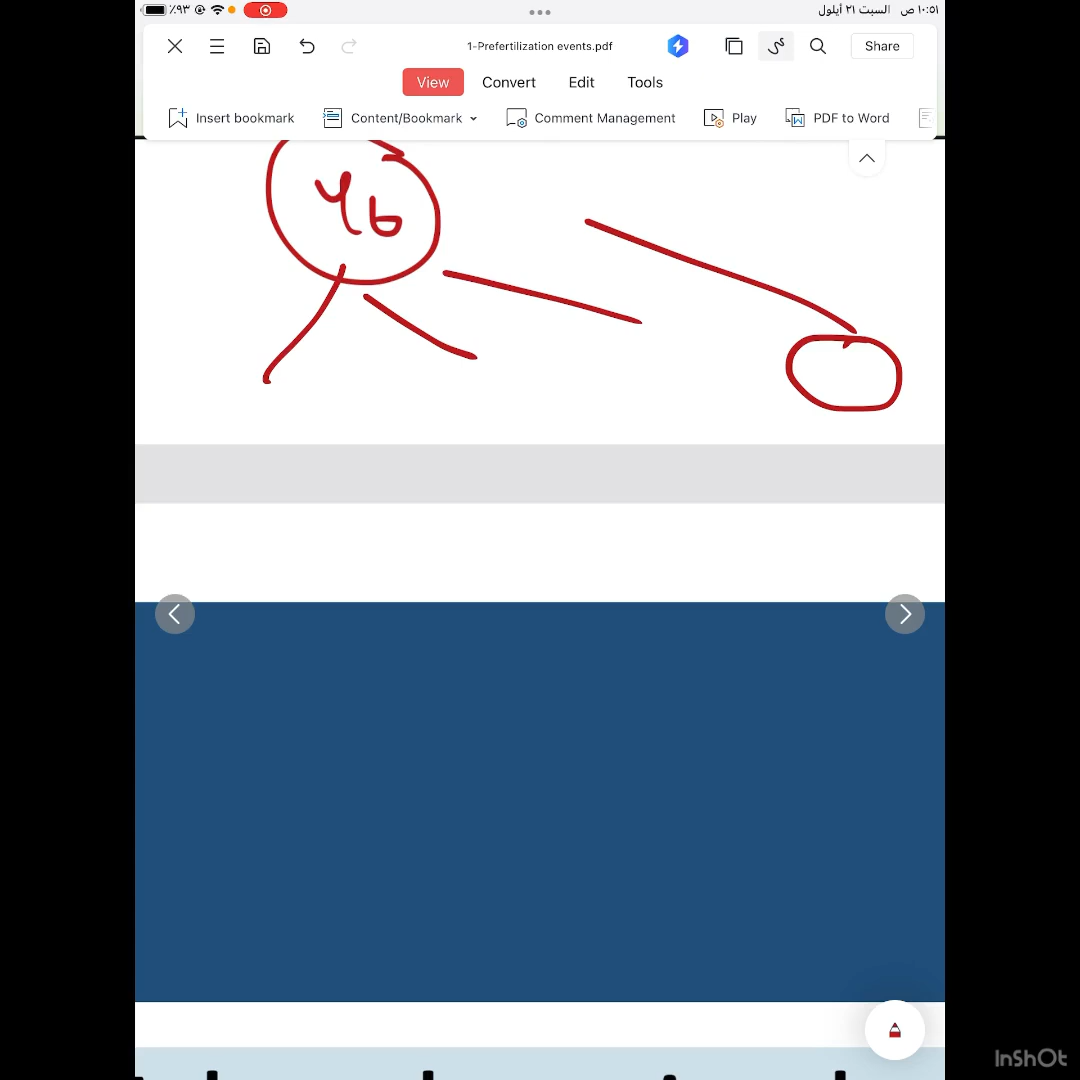 ٪٩٣ السبت ٢١ أيلول ١٠:٥١ ص
1-Prefertilization events.pdf Share
View Convert Edit Tools
Insert bookmark Content/Bookmark Comment Management Play PDF to Word
46
InShOt